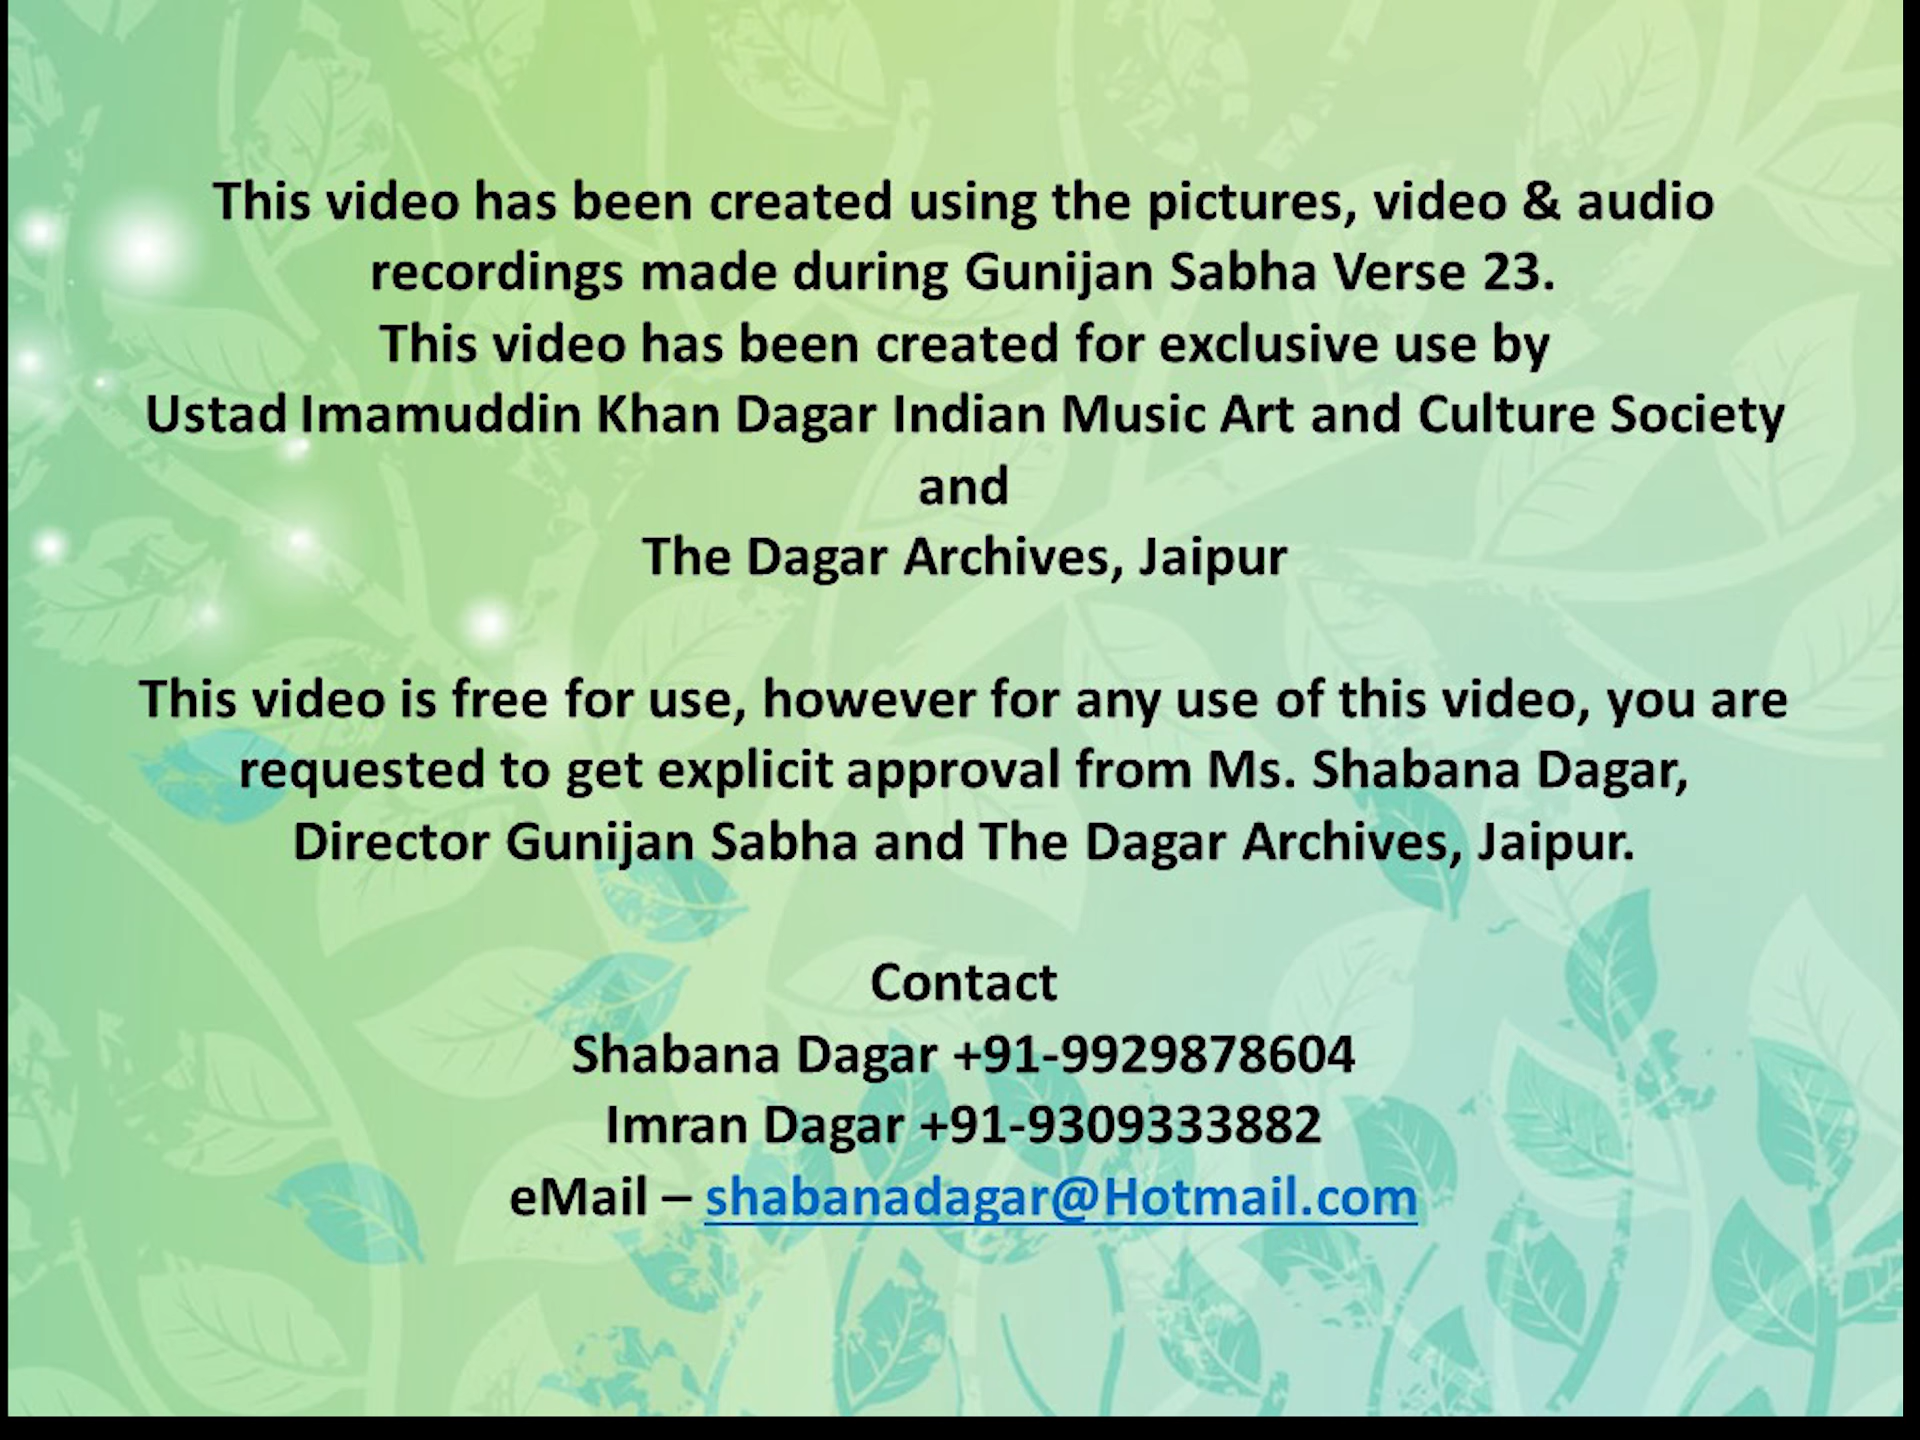 This video has been created using the pictures, video & audio
recordings made during Gunijan Sabha Verse 23.
This video has been created for exclusive use by
Ustad Imamuddin Khan Dagar Indian Music Art and Culture Society
and
The Dagar Archives, Jaipur
This video is free for use, however for any use of this video, you are
requested to get explicit approval from Ms. Shabana Dagar,
Director Gunijan Sabha and The Dagar Archives, Jaipur.
Contact
Shabana Dagar +91-9929878604
Imran Dagar +91-9309333882
eMail – shabanadagar@Hotmail.com